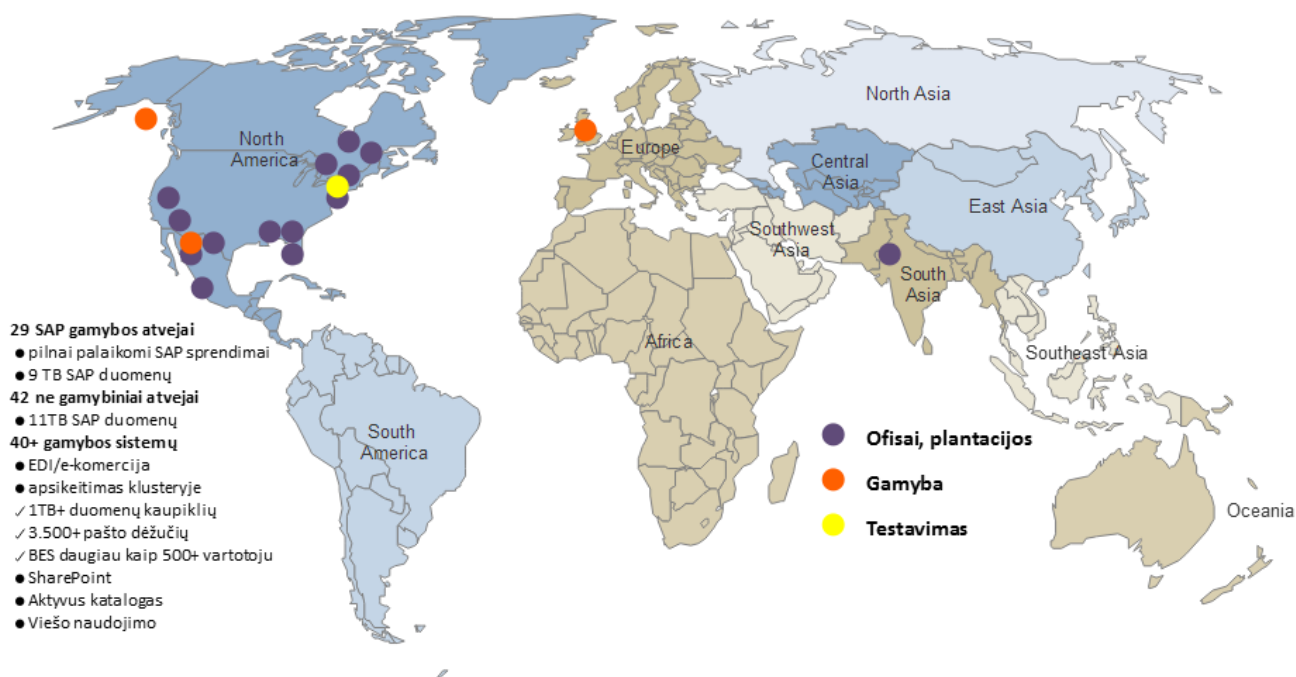 North Asia
North
America
Europe
Central
Asia
East Asia
Southwest
Asia
South
Asia
Africa
Southeast Asia
South
America
Oceania
29 SAP gamybos atvejai
● pilnai palaikomi SAP sprendimai
● 9 TB SAP duomenų
42 ne gamybiniai atvejai
● 11TB SAP duomenų
40+ gamybos sistemų
● EDI/e-komercija
● apsikeitimas klusteryje
✓ 1TB+ duomenų kaupiklių
✓ 3.500+ pašto dėžučių
✓ BES daugiau kaip 500+ vartotoju
● SharePoint
● Aktyvus katalogas
● Viešo naudojimo
Ofisai, plantacijos
Gamyba
Testavimas